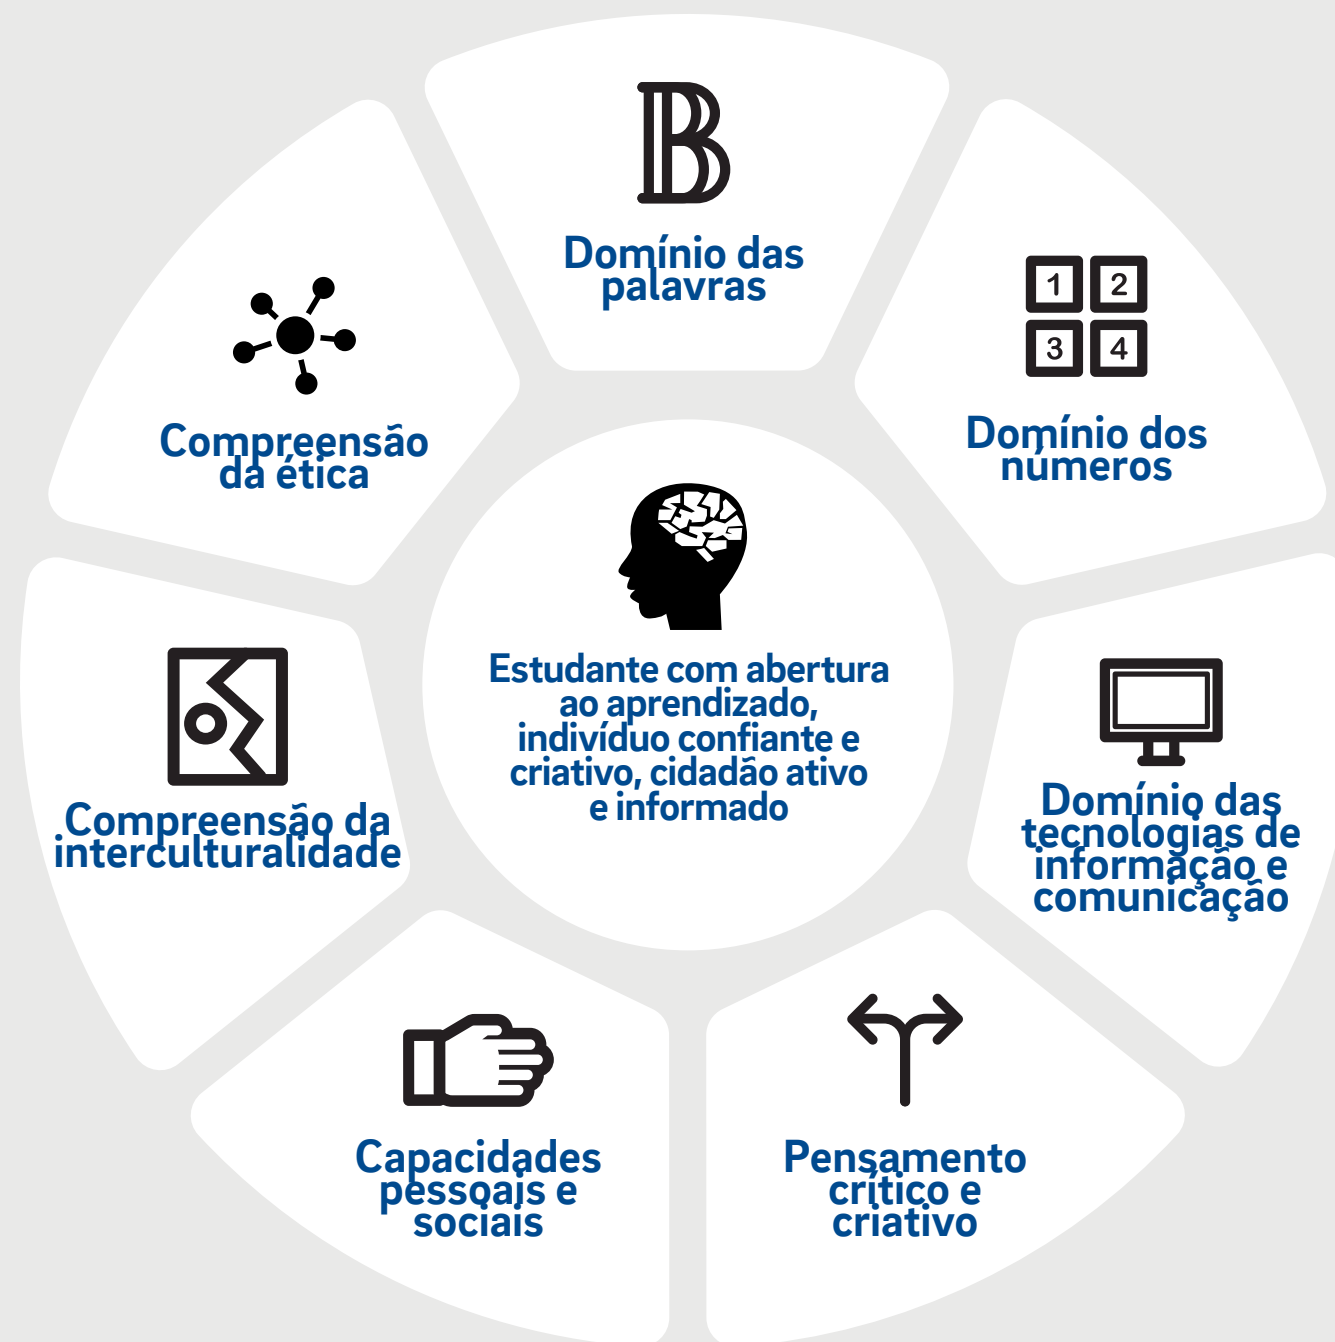 B
Domínio das
palavras
1 2
3 4
Domínio dos
números
Compreensão
da ética
Estudante com abertura
ao aprendizado,
indivíduo confiante e
criativo, cidadão ativo
e informado
Compreensão da
interculturalidade
Domínio das
tecnologias de
informação e
comunicação
Capacidades
pessoais e
sociais
Pensamento
crítico e
criativo